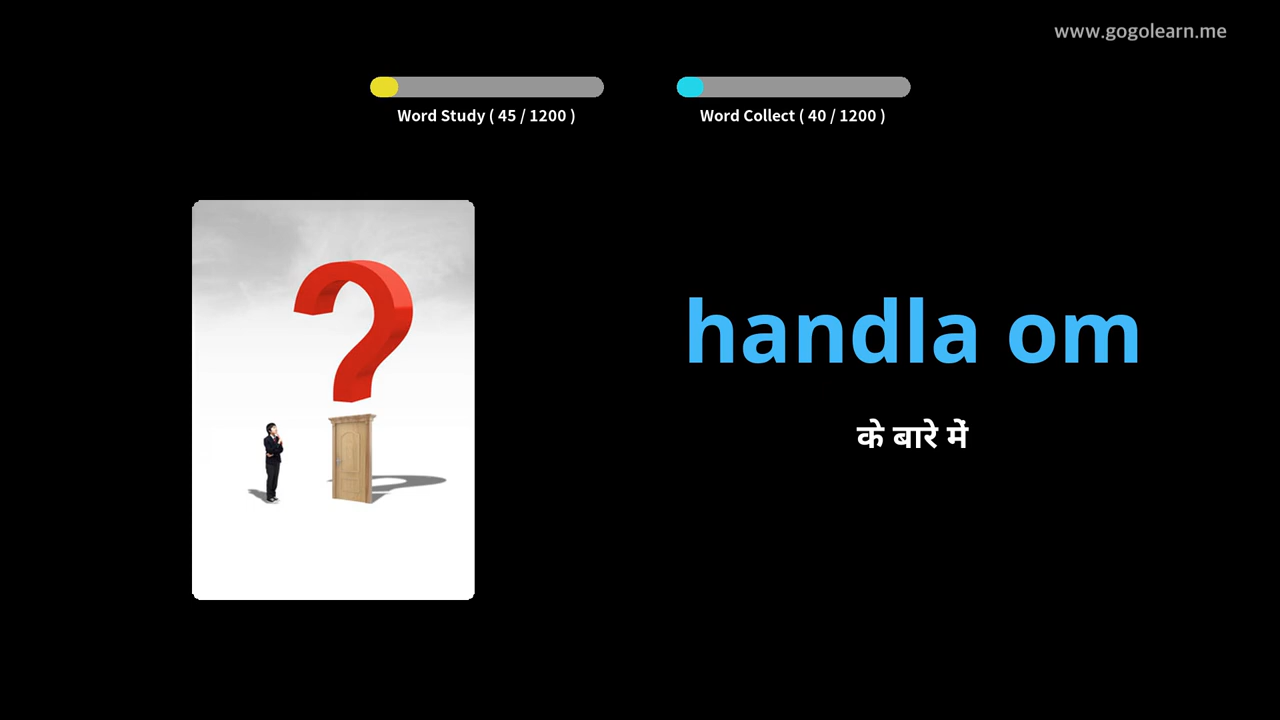 www.gogolearn.me
Word Study ( 45 / 1200 )
Word Collect ( 40 / 1200 )
handla om
के बारे में